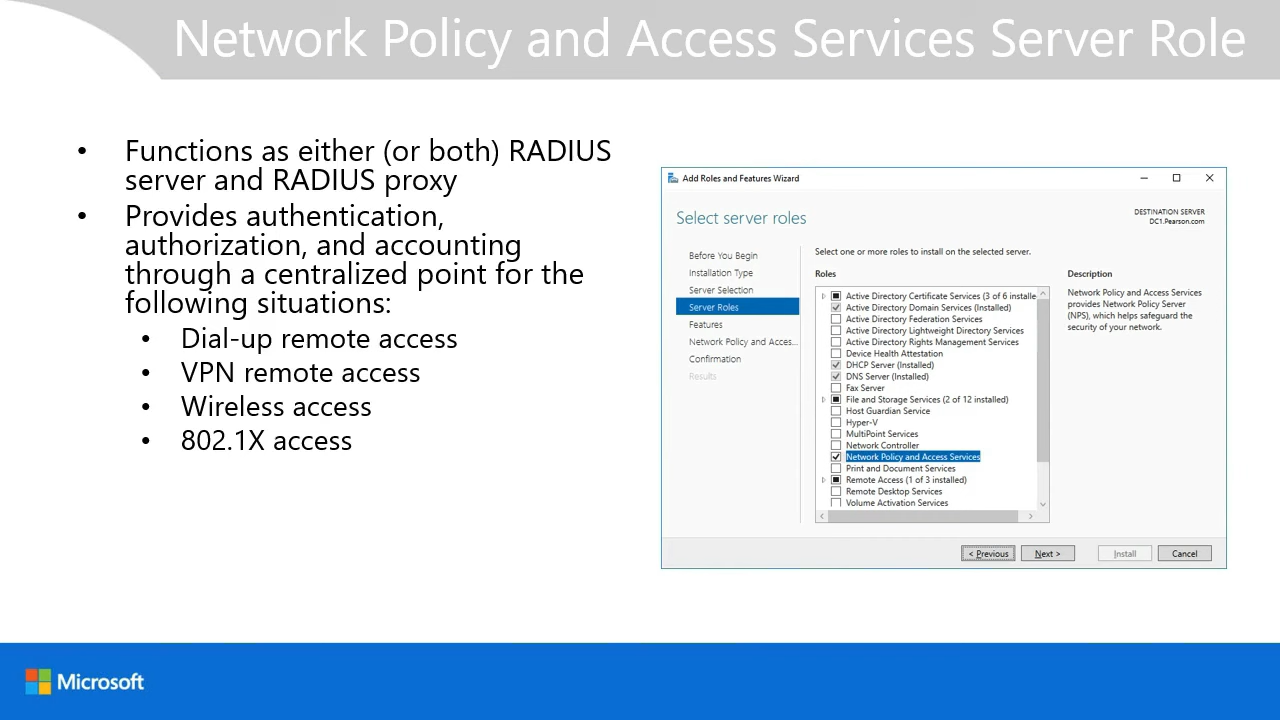 Network Policy and Access Services Server Role
• Functions as either (or both) RADIUS
server and RADIUS proxy
• Provides authentication,
authorization, and accounting
through a centralized point for the
following situations:
• Dial-up remote access
• VPN remote access
• Wireless access
• 802.1X access
Add Roles and Features Wizard
Select server roles
DESTINATION SERVER
DC1.Pearson.com
Before You Begin
Installation Type
Server Selection
Server Roles
Features
Network Policy and Acces...
Confirmation
Results
Select one or more roles to install on the selected server.
Roles
Active Directory Certificate Services (3 of 6 installe
Active Directory Domain Services (Installed)
Active Directory Federation Services
Active Directory Lightweight Directory Services
Active Directory Rights Management Services
Device Health Attestation
DHCP Server (Installed)
DNS Server (Installed)
Fax Server
File and Storage Services (2 of 12 installed)
Host Guardian Service
Hyper-V
MultiPoint Services
Network Controller
Network Policy and Access Services
Print and Document Services
Remote Access (1 of 3 installed)
Remote Desktop Services
Volume Activation Services
Description
Network Policy and Access Services
provides Network Policy Server
(NPS), which helps safeguard the
security of your network.
< Previous
Next >
Install
Cancel
Microsoft